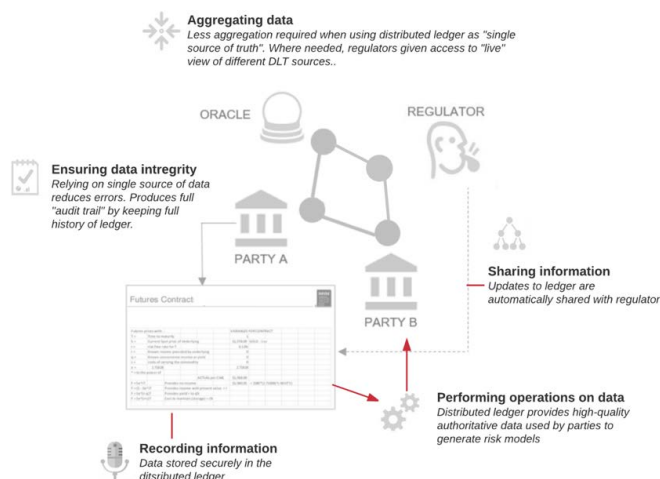 Aggregating data
Less aggregation required when using distributed ledger as "single
source of truth". Where needed, regulators given access to "live"
view of different DLT sources..
ORACLE
REGULATOR
Ensuring data intregrity
Relying on single source of data
reduces errors. Produces full
"audit trail" by keeping full
history of ledger.
PARTY A
Sharing information
Updates to ledger are
automatically shared with regulator
Futures Contract
PARTY B
Performing operations on data
Distributed ledger provides high-quality
authoritative data used by parties to
generate risk models
Recording information
Data stored securely in the
ditsributed ledger